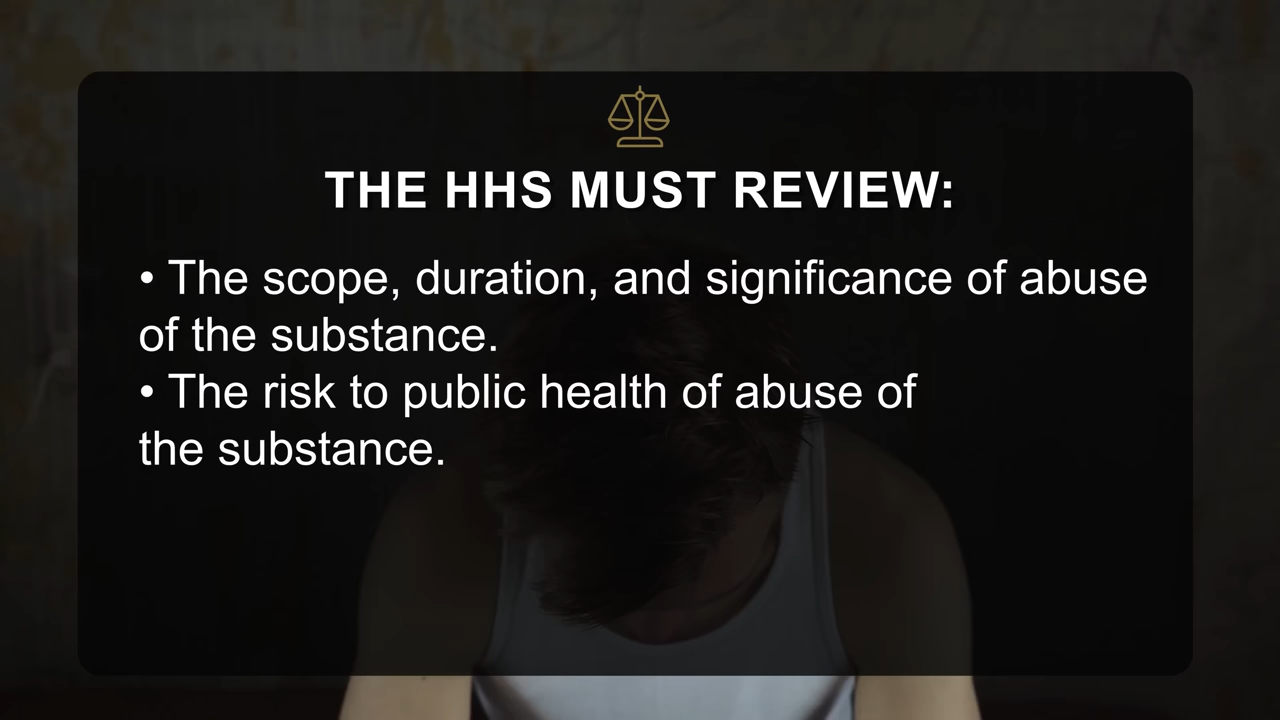 THE HHS MUST REVIEW:
• The scope, duration, and significance of abuse
of the substance.
• The risk to public health of abuse of
the substance.